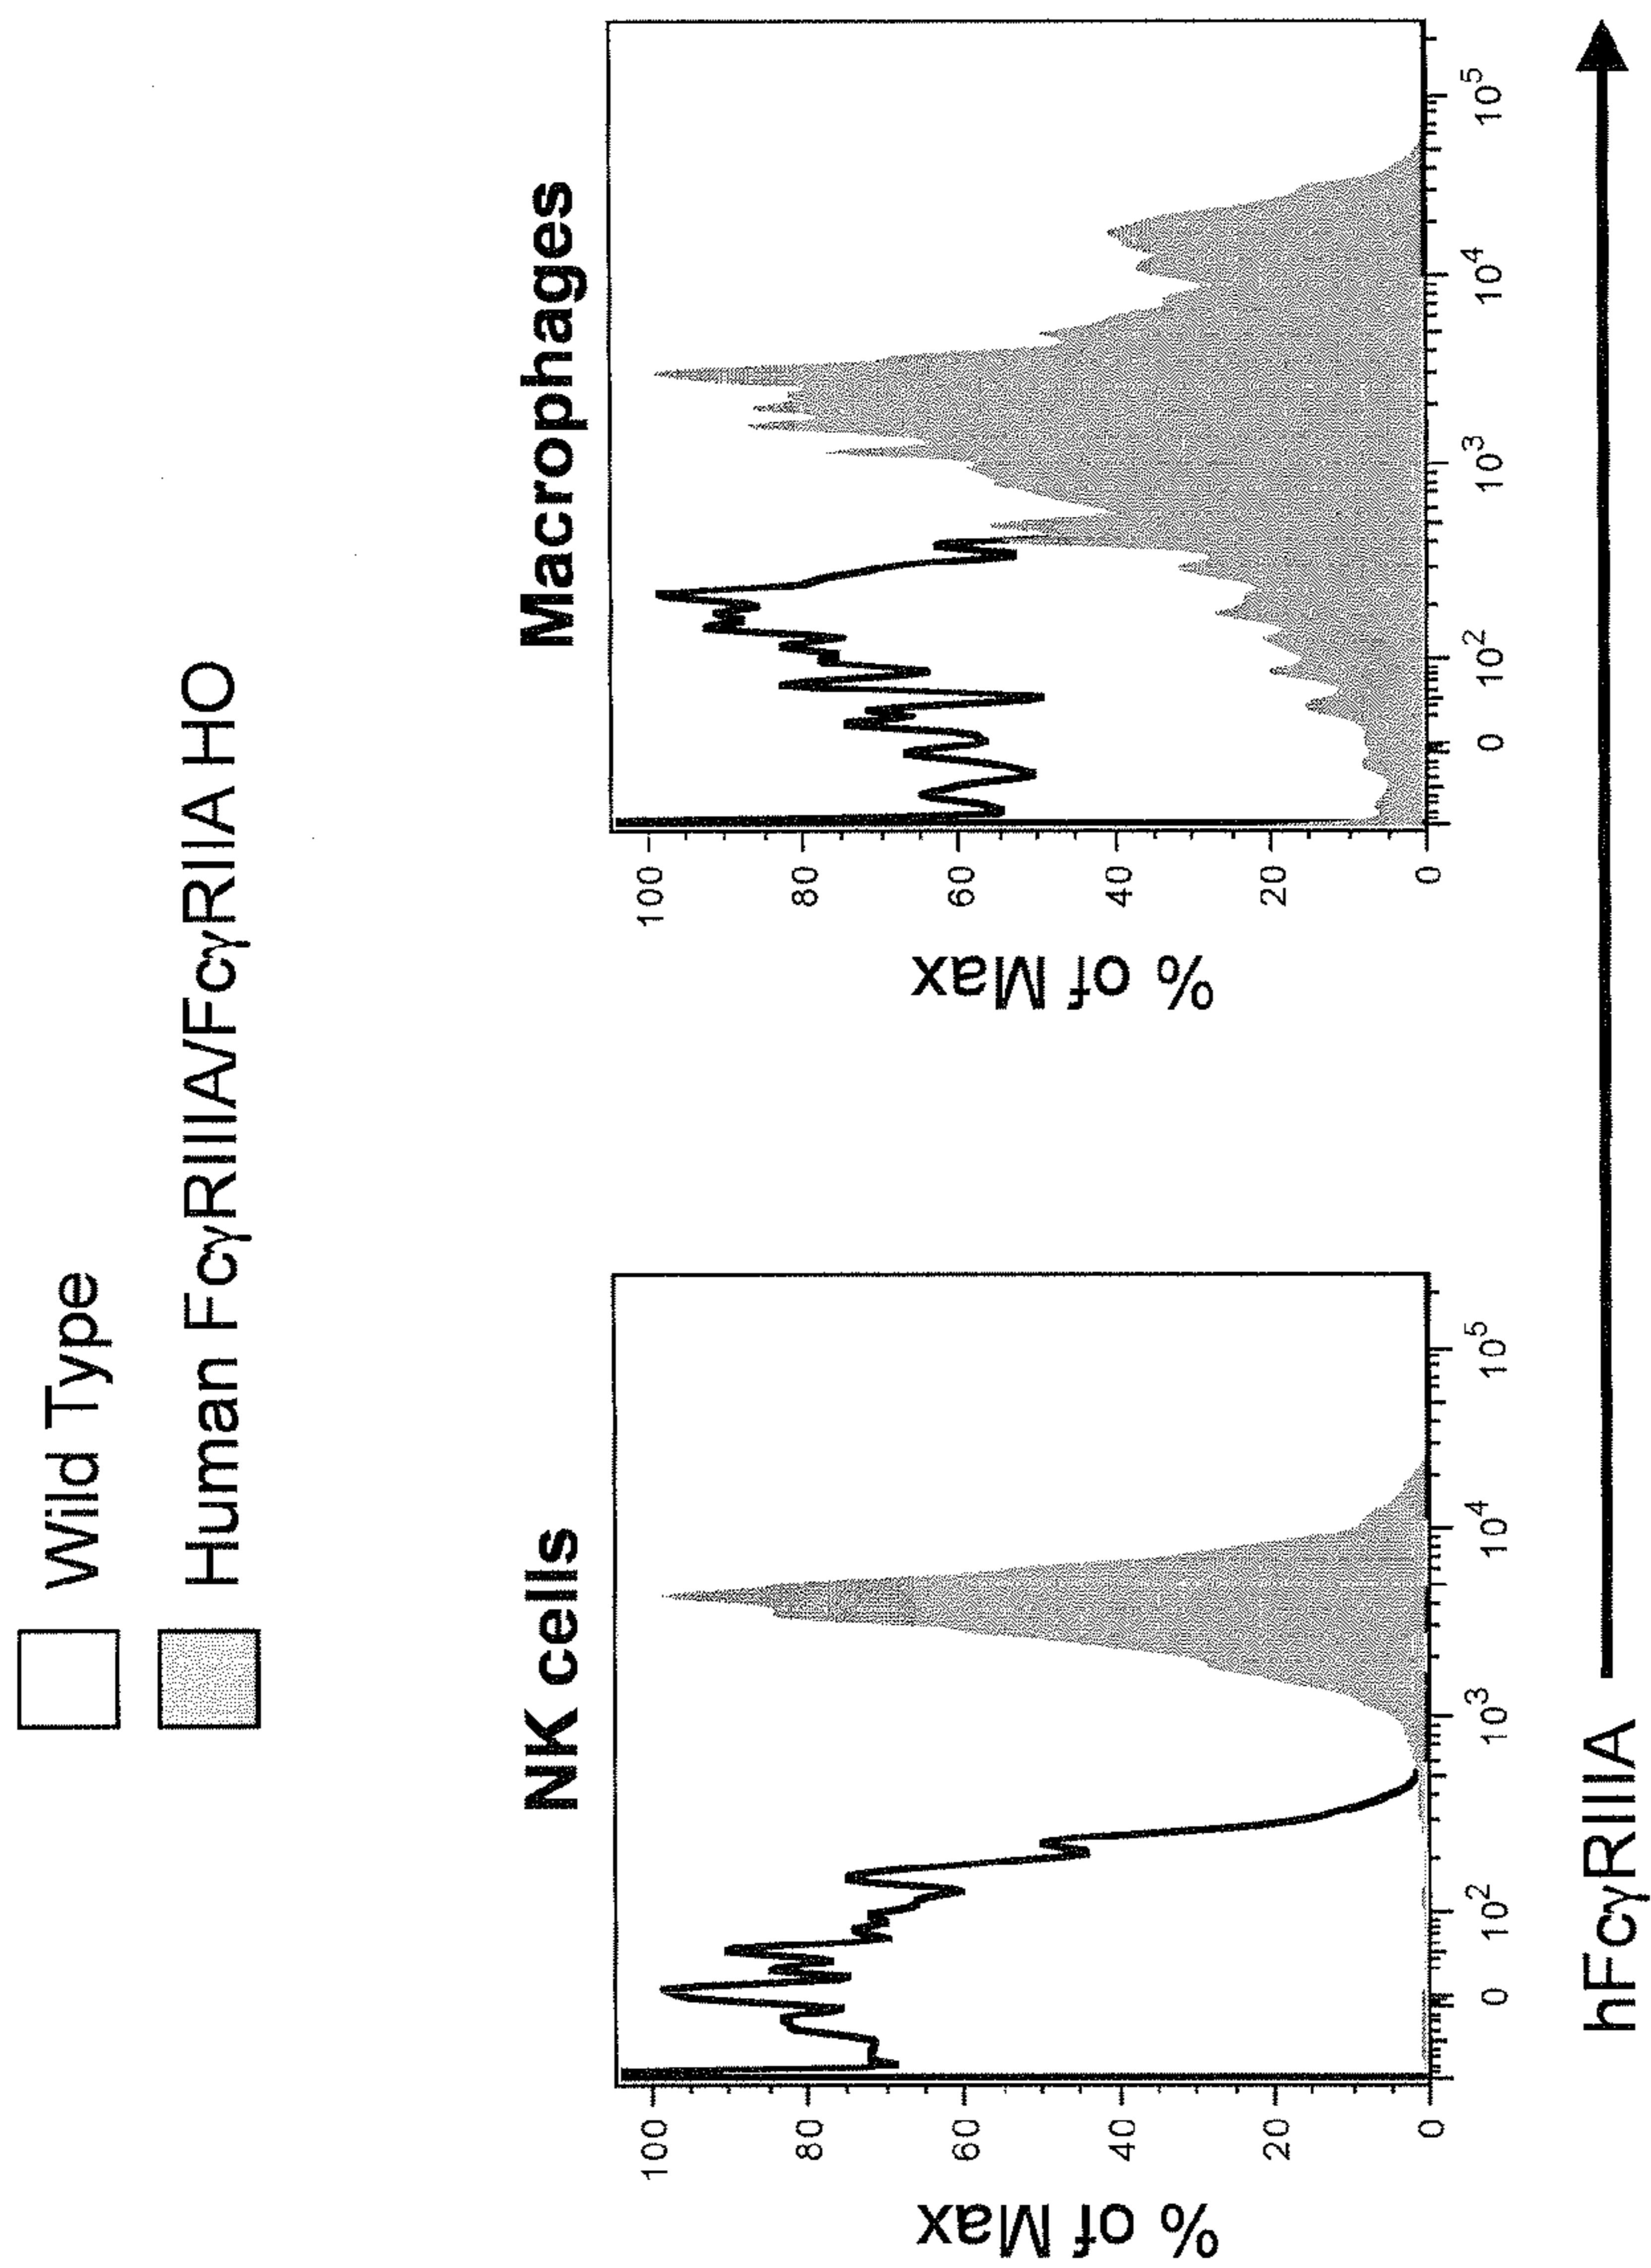 Wild Type
Human FcγRIIIA/FcγRIIA HO
NK cells
% of Max
100
80
60
40
20
0
0 10² 10³ 10⁴ 10⁵
Macrophages
% of Max
100
80
60
40
20
0
0 10² 10³ 10⁴ 10⁵
hFcγRIIIA